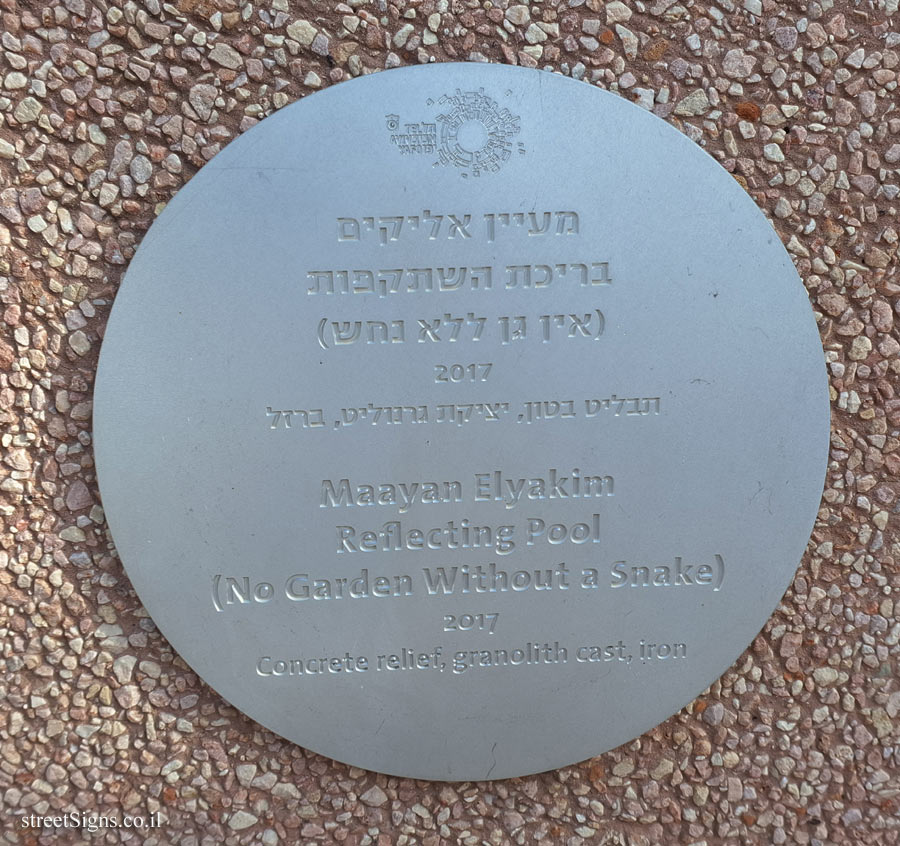 מעיין אליקים
בריכת השתקפות
(אין גן ללא נחש)
2017
תבליט בטון, יציקת גרנוליט, ברזל
Maayan Elyakim
Reflecting Pool
(No Garden Without a Snake)
2017
Concrete relief, granolith cast, iron
streetSigns.co.il